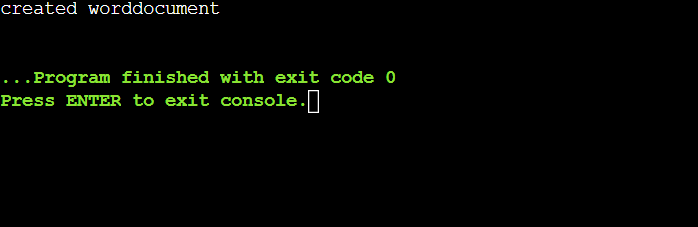 created worddocument
...Program finished with exit code 0
Press ENTER to exit console.